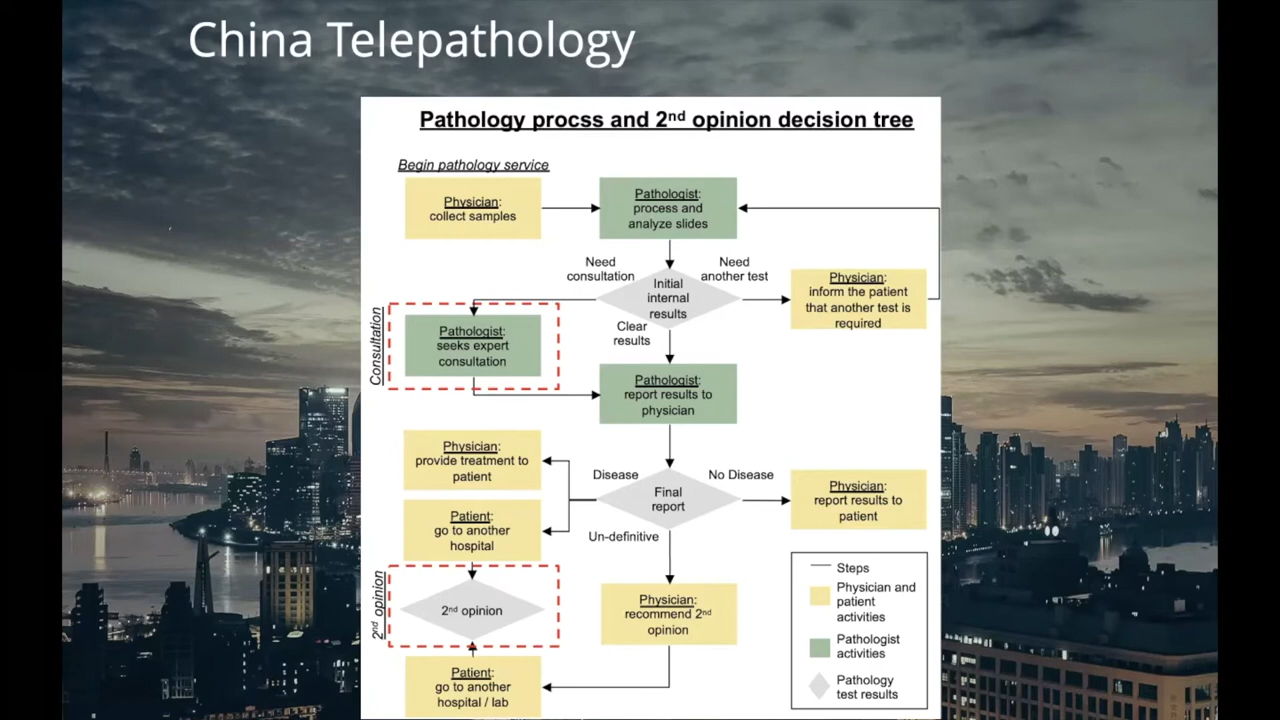 China Telepathology
Pathology procss and 2nd opinion decision tree
Begin pathology service
Physician:
collect samples
Pathologist:
process and
analyze slides
Need
consultation
Need
another test
Initial
internal
results
Physician:
inform the patient
that another test is
required
Consultation
Pathologist:
seeks expert
consultation
Clear
results
Pathologist:
report results to
physician
Physician:
provide treatment to
patient
Disease
No Disease
Final
report
Physician:
report results to
patient
Patient:
go to another
hospital
Un-definitive
2nd opinion
2nd opinion
Physician:
recommend 2nd
opinion
Patient:
go to another
hospital / lab
Steps
Physician and
patient
activities
Pathologist
activities
Pathology
test results